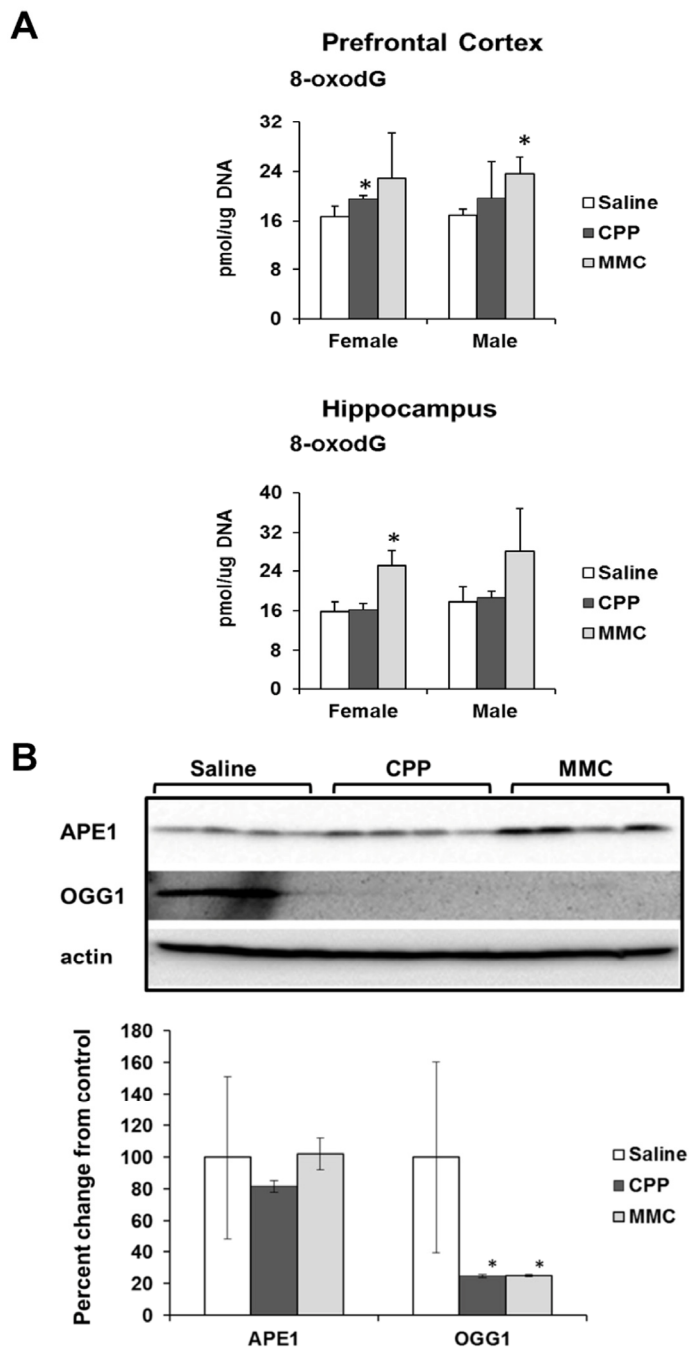 A
Prefrontal Cortex
8-oxodG
pmol/ug DNA
32
24
16
8
0
*
*
Female
Male
Saline
CPP
MMC
Hippocampus
8-oxodG
pmol/ug DNA
40
32
24
16
8
0
*
Female
Male
Saline
CPP
MMC
B
Saline CPP MMC
APE1
OGG1
actin
Percent change from control
180
160
140
120
100
80
60
40
20
0
* *
APE1
OGG1
Saline
CPP
MMC